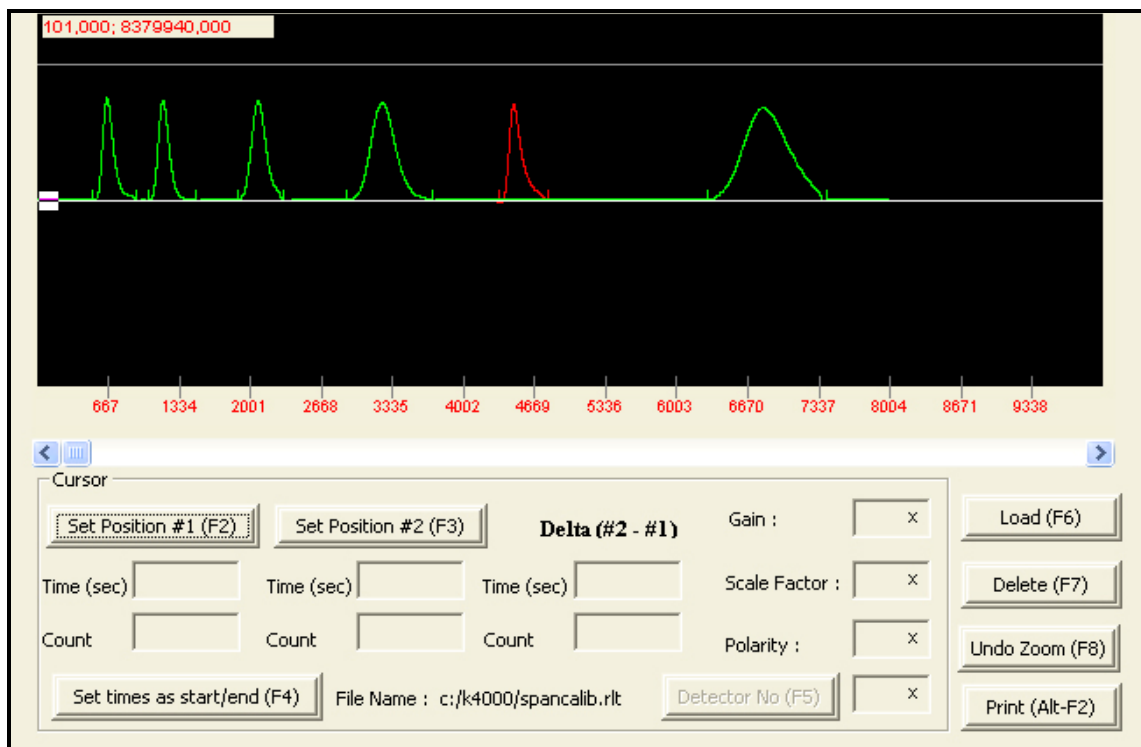 101,000; 8379940,000
667 1334 2001 2668 3335 4002 4669 5336 6003 6670 7337 8004 8671 9338
Cursor
Set Position #1 (F2) Set Position #2 (F3) Delta (#2 - #1) Gain : x Load (F6)
Time (sec) Time (sec) Time (sec) Scale Factor : x Delete (F7)
Count Count Count Polarity : x Undo Zoom (F8)
Set times as start/end (F4) File Name : c:/k4000/spancalib.rlt Detector No (F5) x Print (Alt-F2)